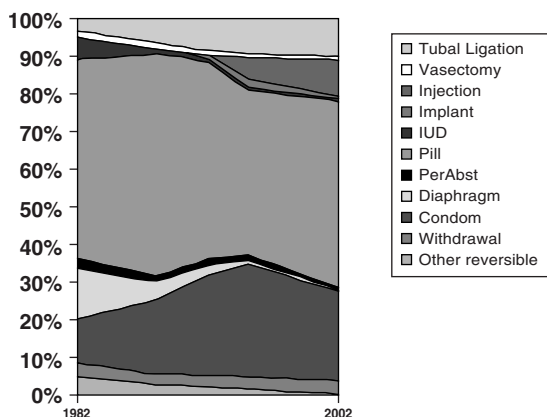 100%
90%
80%
70%
60%
50%
40%
30%
20%
10%
0%
1982
2002
Tubal Ligation
Vasectomy
Injection
Implant
IUD
Pill
PerAbst
Diaphragm
Condom
Withdrawal
Other reversible